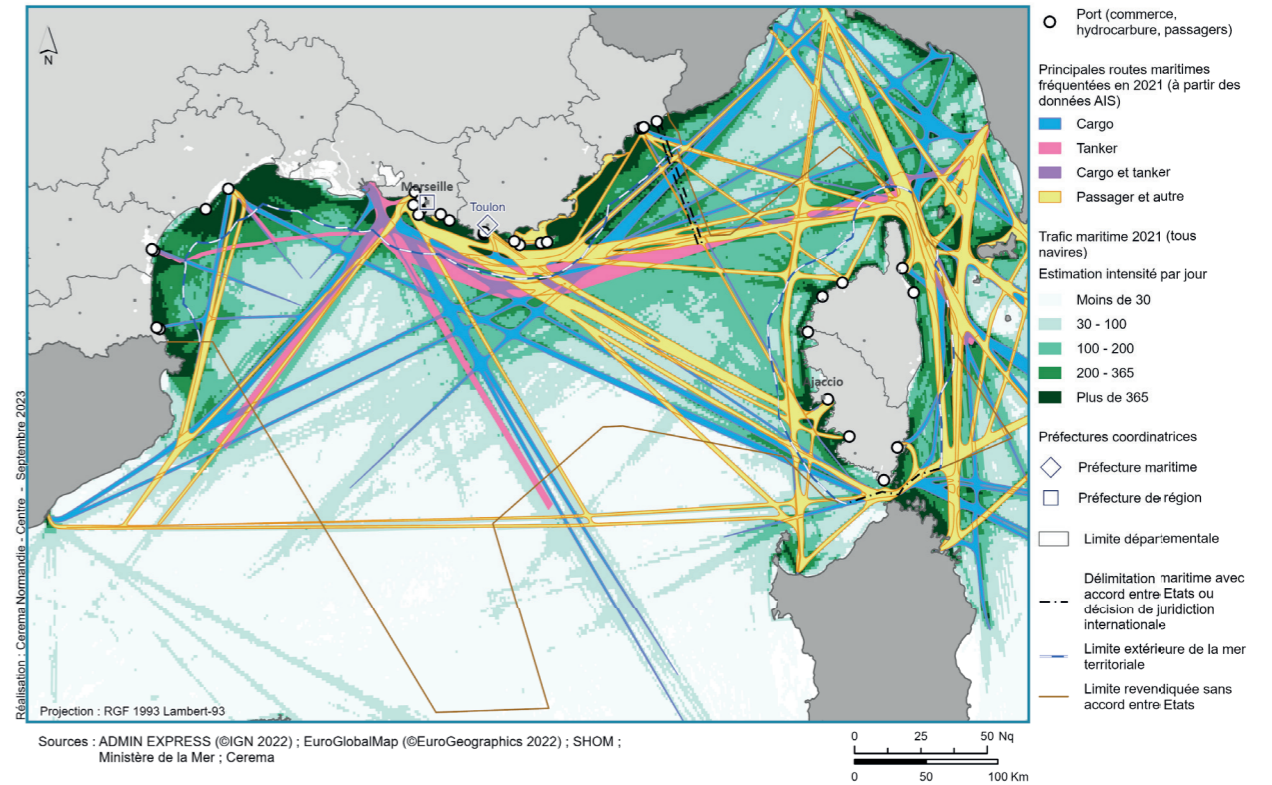 N
Marseille
Toulon
Ajaccio
Réalisation : Cerema Normandie - Centre - Septembre 2023
Projection : RGF 1993 Lambert-93
Sources : ADMIN EXPRESS (©IGN 2022) ; EuroGlobalMap (©EuroGeographics 2022) ; SHOM ;
Ministère de la Mer ; Cerema
Port (commerce,
hydrocarbure, passagers)
Principales routes maritimes
fréquentées en 2021 (à partir des
données AIS)
Cargo
Tanker
Cargo et tanker
Passager et autre
Trafic maritime 2021 (tous
navires)
Estimation intensité par jour
Moins de 30
30 - 100
100 - 200
200 - 365
Plus de 365
Préfectures coordinatrices
Préfecture maritime
Préfecture de région
Limite départementale
Délimitation maritime avec
accord entre Etats ou
décision de juridiction
internationale
Limite extérieure de la mer
territoriale
Limite revendiquée sans
accord entre Etats
0 25 50 Nq
0 50 100 Km